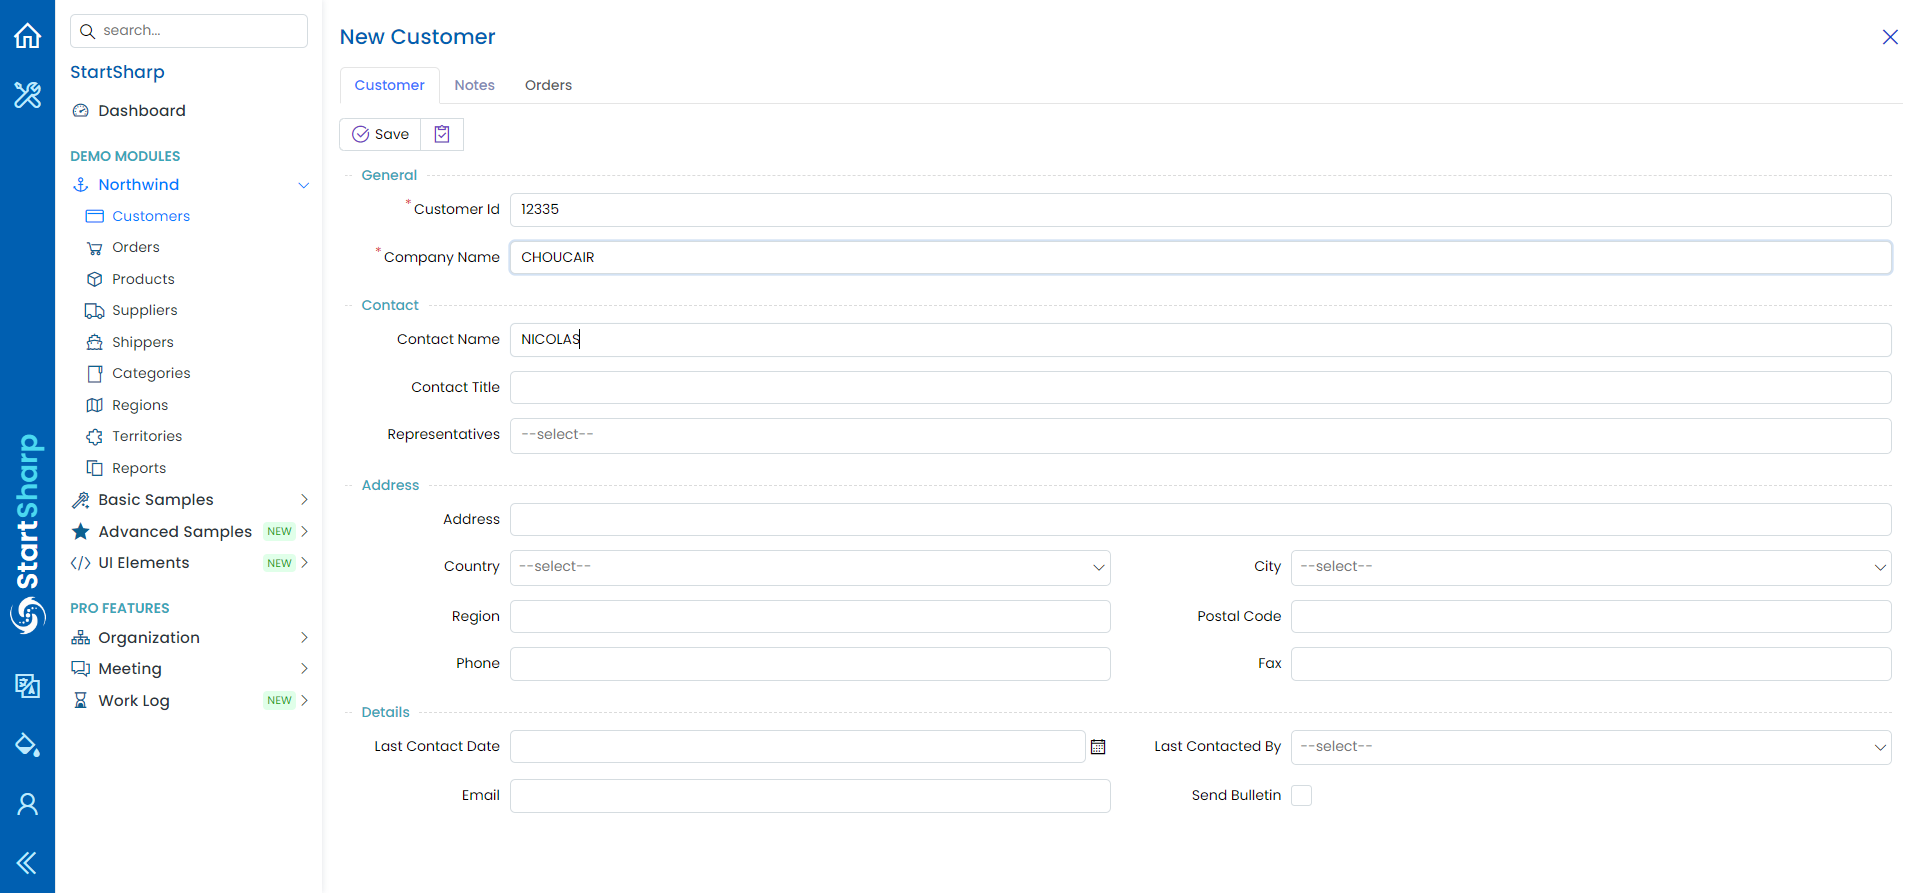 search...
StartSharp
Dashboard
DEMO MODULES
Northwind
Customers
Orders
Products
Suppliers
Shippers
Categories
Regions
Territories
Reports
Basic Samples
Advanced Samples NEW
UI Elements NEW
PRO FEATURES
Organization
Meeting
Work Log NEW
StartSharp
New Customer
Customer Notes Orders
Save
General
* Customer Id 12335
* Company Name CHOUCAIR
Contact
Contact Name NICOLAS
Contact Title
Representatives --select--
Address
Address
Country --select-- City --select--
Region Postal Code
Phone Fax
Details
Last Contact Date Last Contacted By --select--
Email Send Bulletin